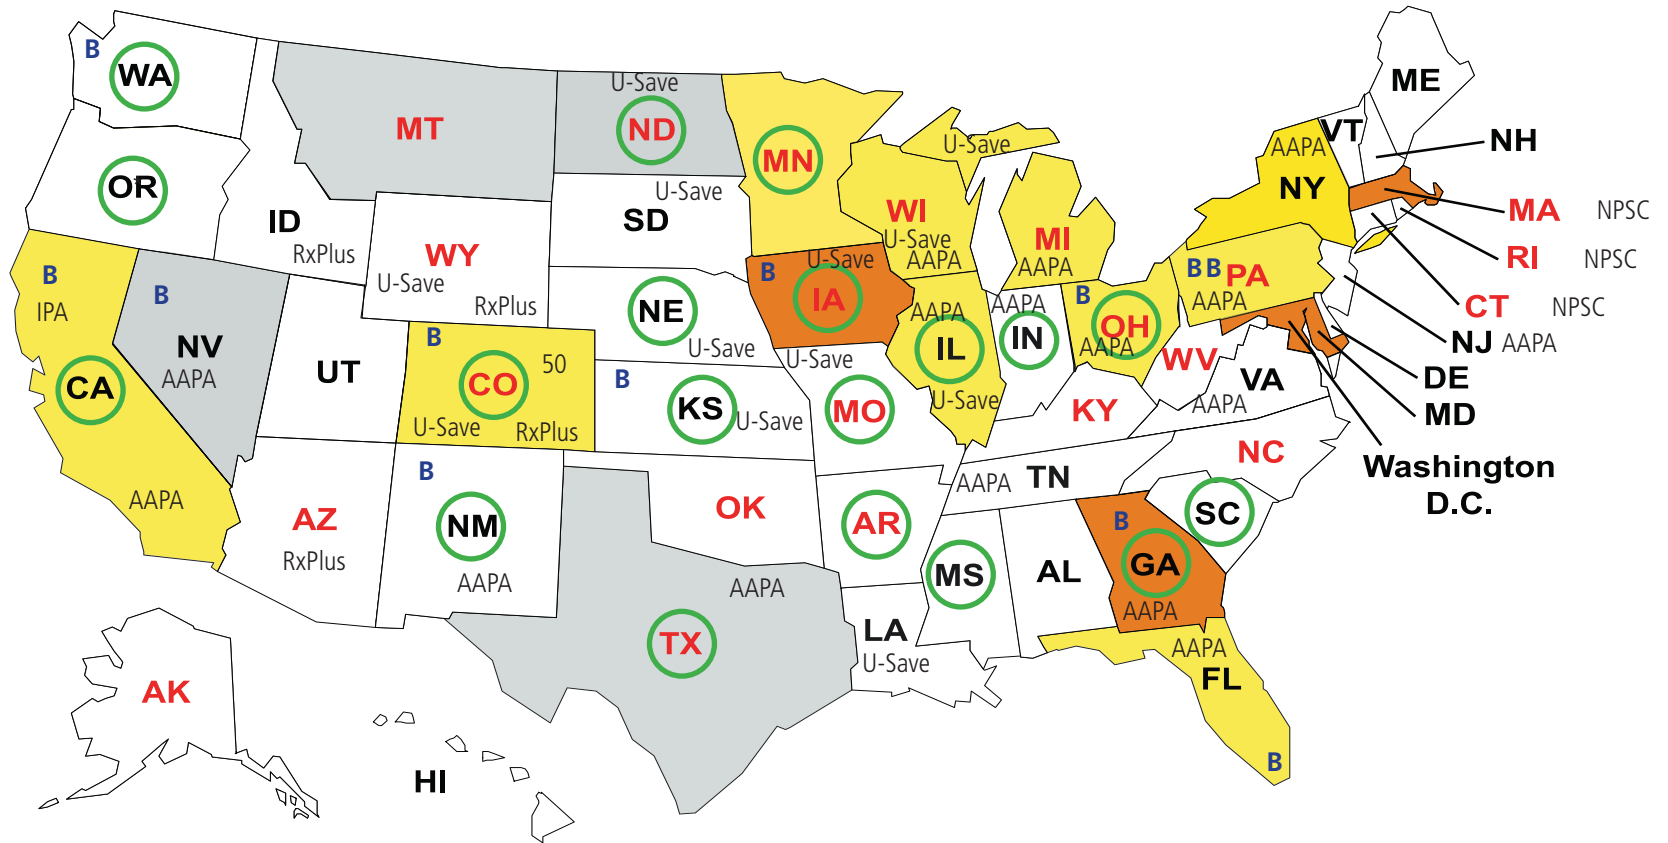 B
WA
OR
MT
U-Save
ND
MN
U-Save
ME
VT
NH
AAPA
NY
MA NPSC
RI NPSC
CT NPSC
NJ AAPA
DE
MD
Washington
D.C.
ID
RxPlus
WY
U-Save
RxPlus
U-Save
SD
WI
U-Save
AAPA
MI
AAPA
B
IPA
CA
AAPA
B
NV
AAPA
UT
B
50
CO
U-Save
RxPlus
NE
U-Save
B
U-Save
IA
U-Save
AAPA
IL
U-Save
AAPA
IN
B
OH
AAPA
B B
PA
AAPA
WV
VA
AAPA
B
KS
U-Save
MO
KY
NC
AAPA
TN
SC
AZ
RxPlus
B
NM
AAPA
OK
AR
MS
AL
B
GA
AAPA
AAPA
TX
LA
U-Save
AAPA
FL
B
AK
HI